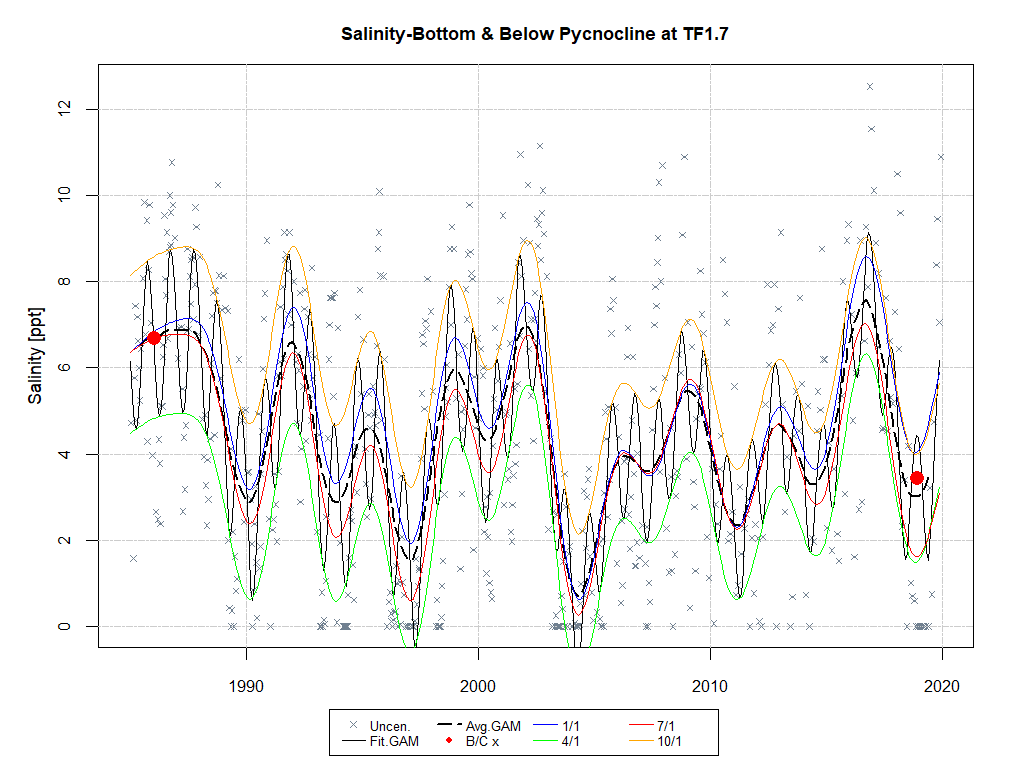 Salinity-Bottom & Below Pycnocline at TF1.7
Salinity [ppt]
12
10
8
6
4
2
0
1990 2000 2010 2020
Uncen. Avg.GAM 1/1 7/1
Fit.GAM B/C x 4/1 10/1